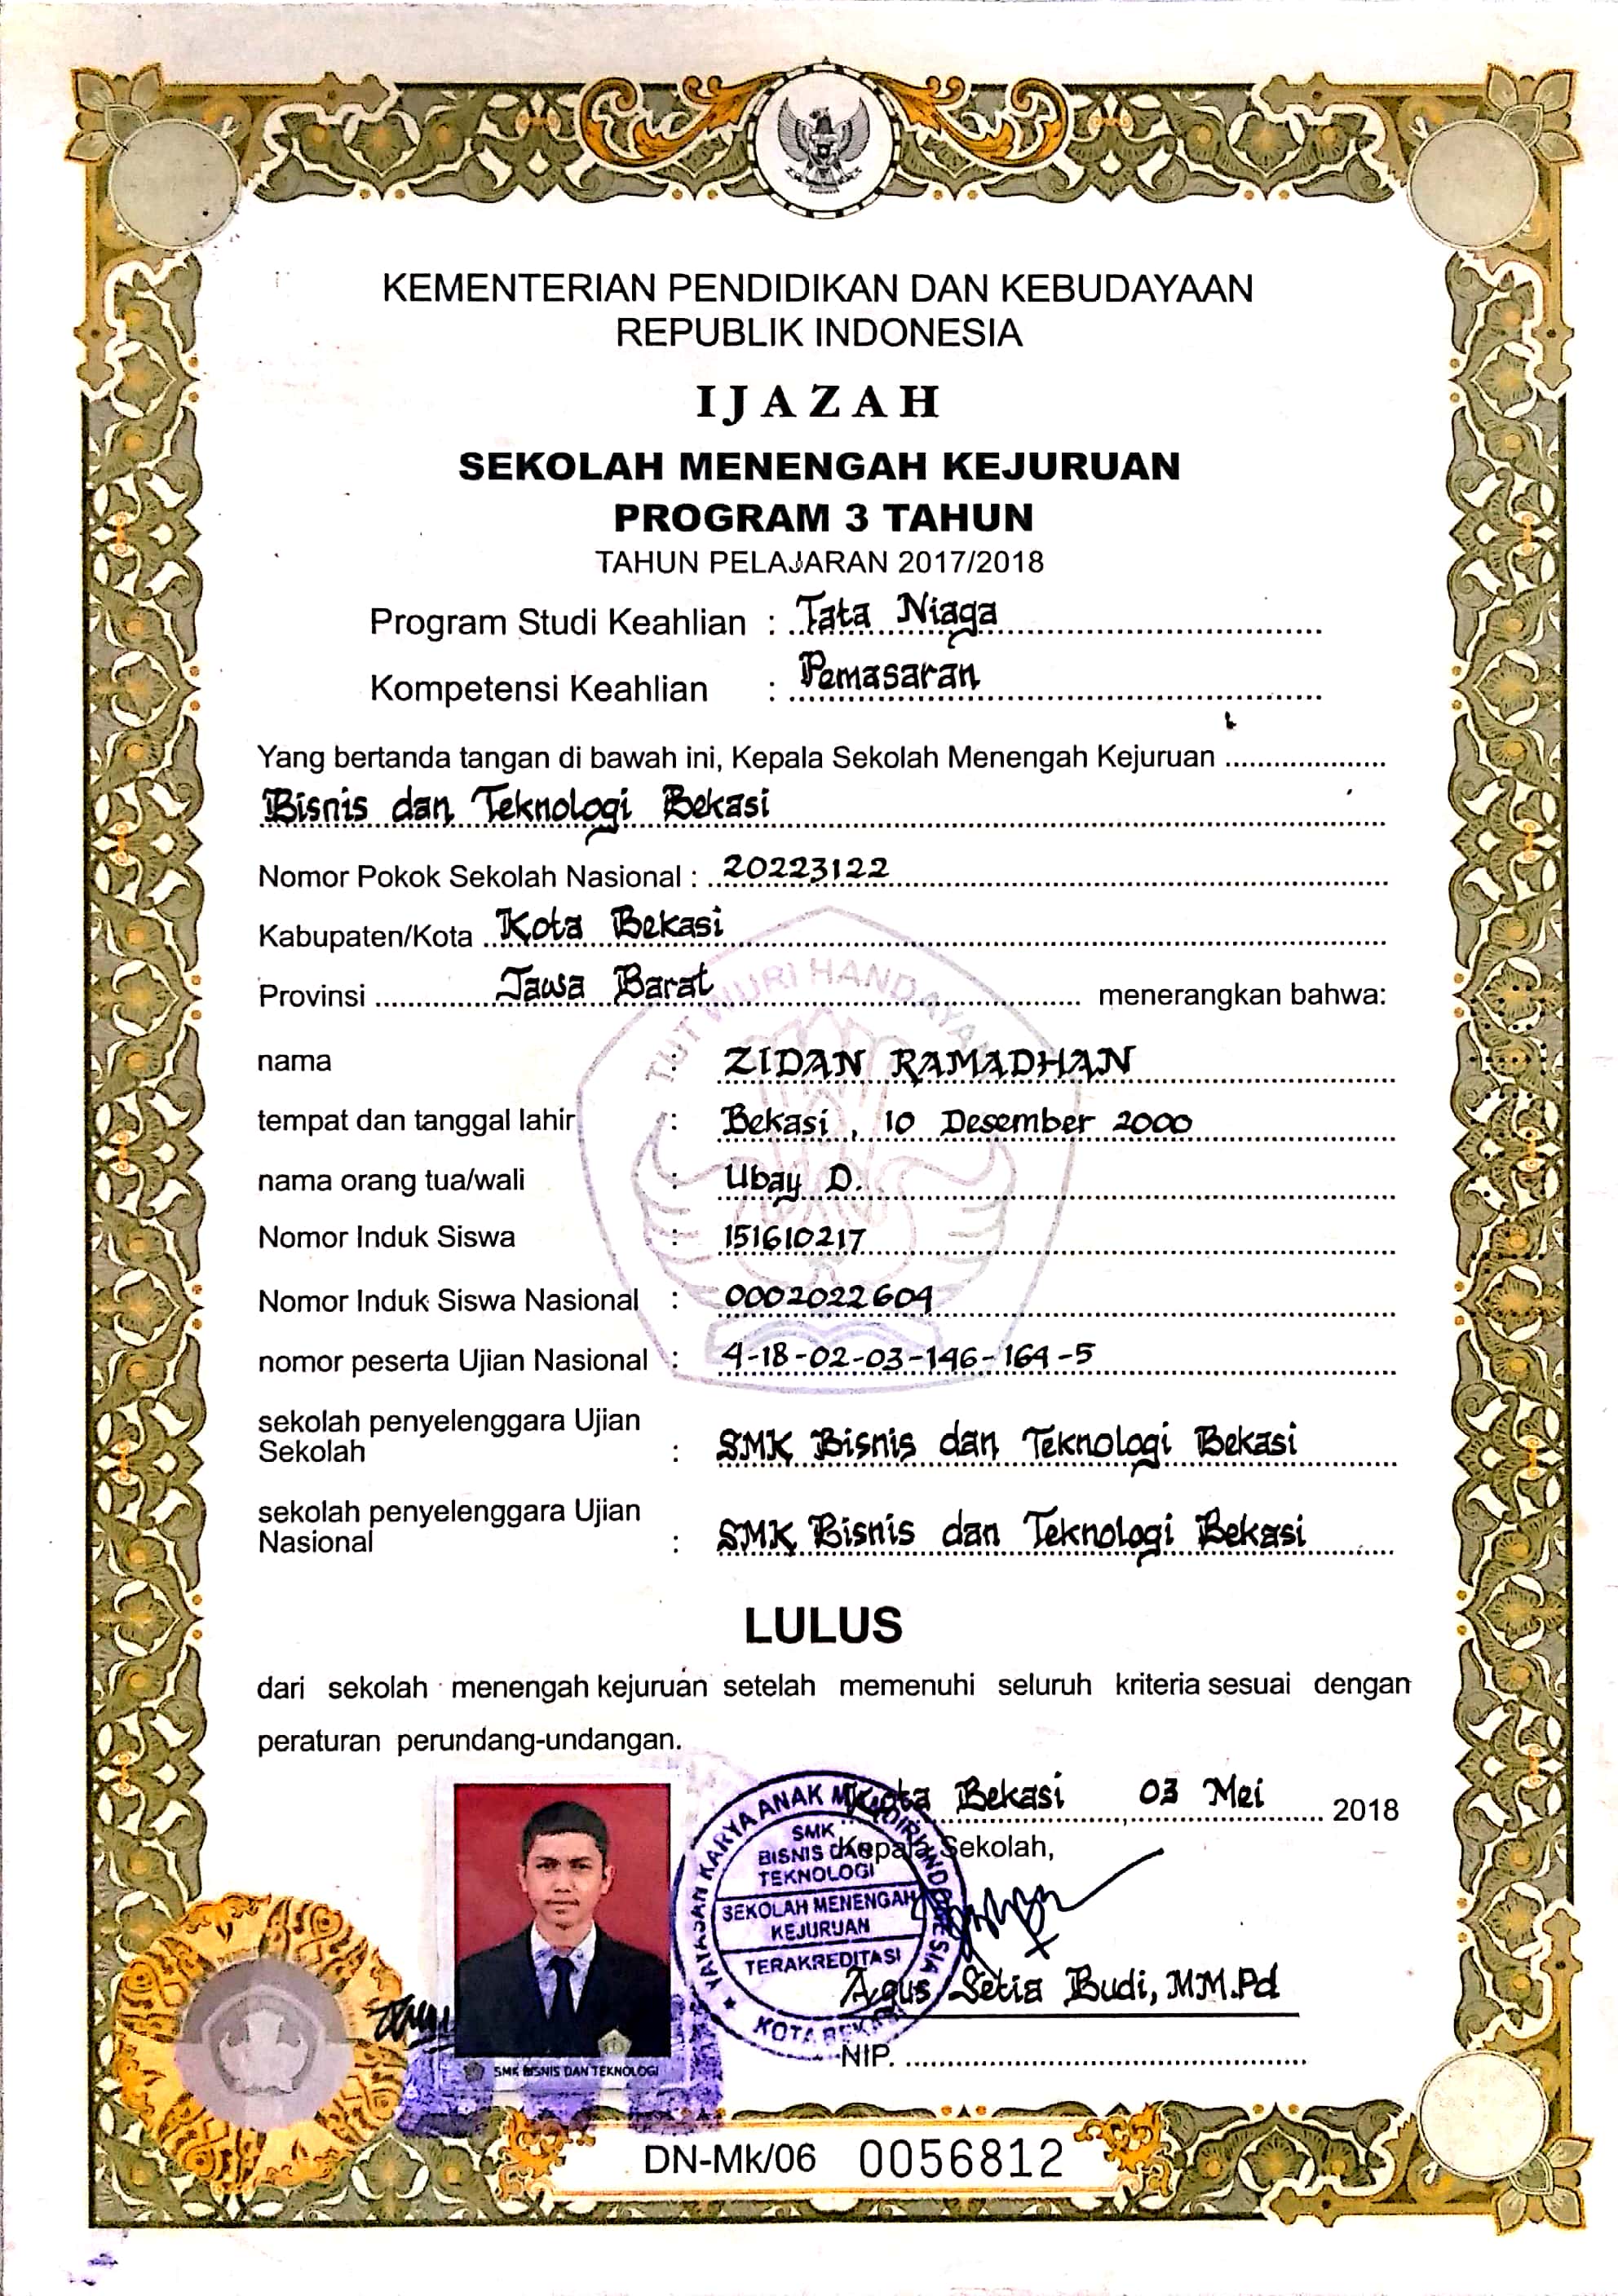 KEMENTERIAN PENDIDIKAN DAN KEBUDAYAAN
REPUBLIK INDONESIA
IJAZAH
SEKOLAH MENENGAH KEJURUAN
PROGRAM 3 TAHUN
TAHUN PELAJARAN 2017/2018
Program Studi Keahlian : Tata Niaga
Kompetensi Keahlian : Pemasaran
Yang bertanda tangan di bawah ini, Kepala Sekolah Menengah Kejuruan
Bisnis dan Teknologi Bekasi
Nomor Pokok Sekolah Nasional : 20223122
Kabupaten/Kota Kota Bekasi
Provinsi Jawa Barat menerangkan bahwa:
TUT WURI HANDAYANI
nama : ZIDAN RAMADHAN
tempat dan tanggal lahir : Bekasi, 10 Desember 2000
nama orang tua/wali : Ubay D.
Nomor Induk Siswa : 151610217
Nomor Induk Siswa Nasional : 0002022604
nomor peserta Ujian Nasional : 4-18-02-03-146-164-5
sekolah penyelenggara Ujian
Sekolah : SMK Bisnis dan Teknologi Bekasi
sekolah penyelenggara Ujian
Nasional : SMK Bisnis dan Teknologi Bekasi
LULUS
dari sekolah menengah kejuruan setelah memenuhi seluruh kriteria sesuai dengan
peraturan perundang-undangan.
Kota Bekasi, 03 Mei 2018
Kepala Sekolah,
YAYASAN KARYA ANAK MANDIRI INDONESIA
SMK
BISNIS dan
TEKNOLOGI
SEKOLAH MENENGAH
KEJURUAN
TERAKREDITASI
KOTA BEKASI
Agus Setia Budi, MM.Pd
NIP.
SMK BISNIS DAN TEKNOLOGI
DN-Mk/06 0056812